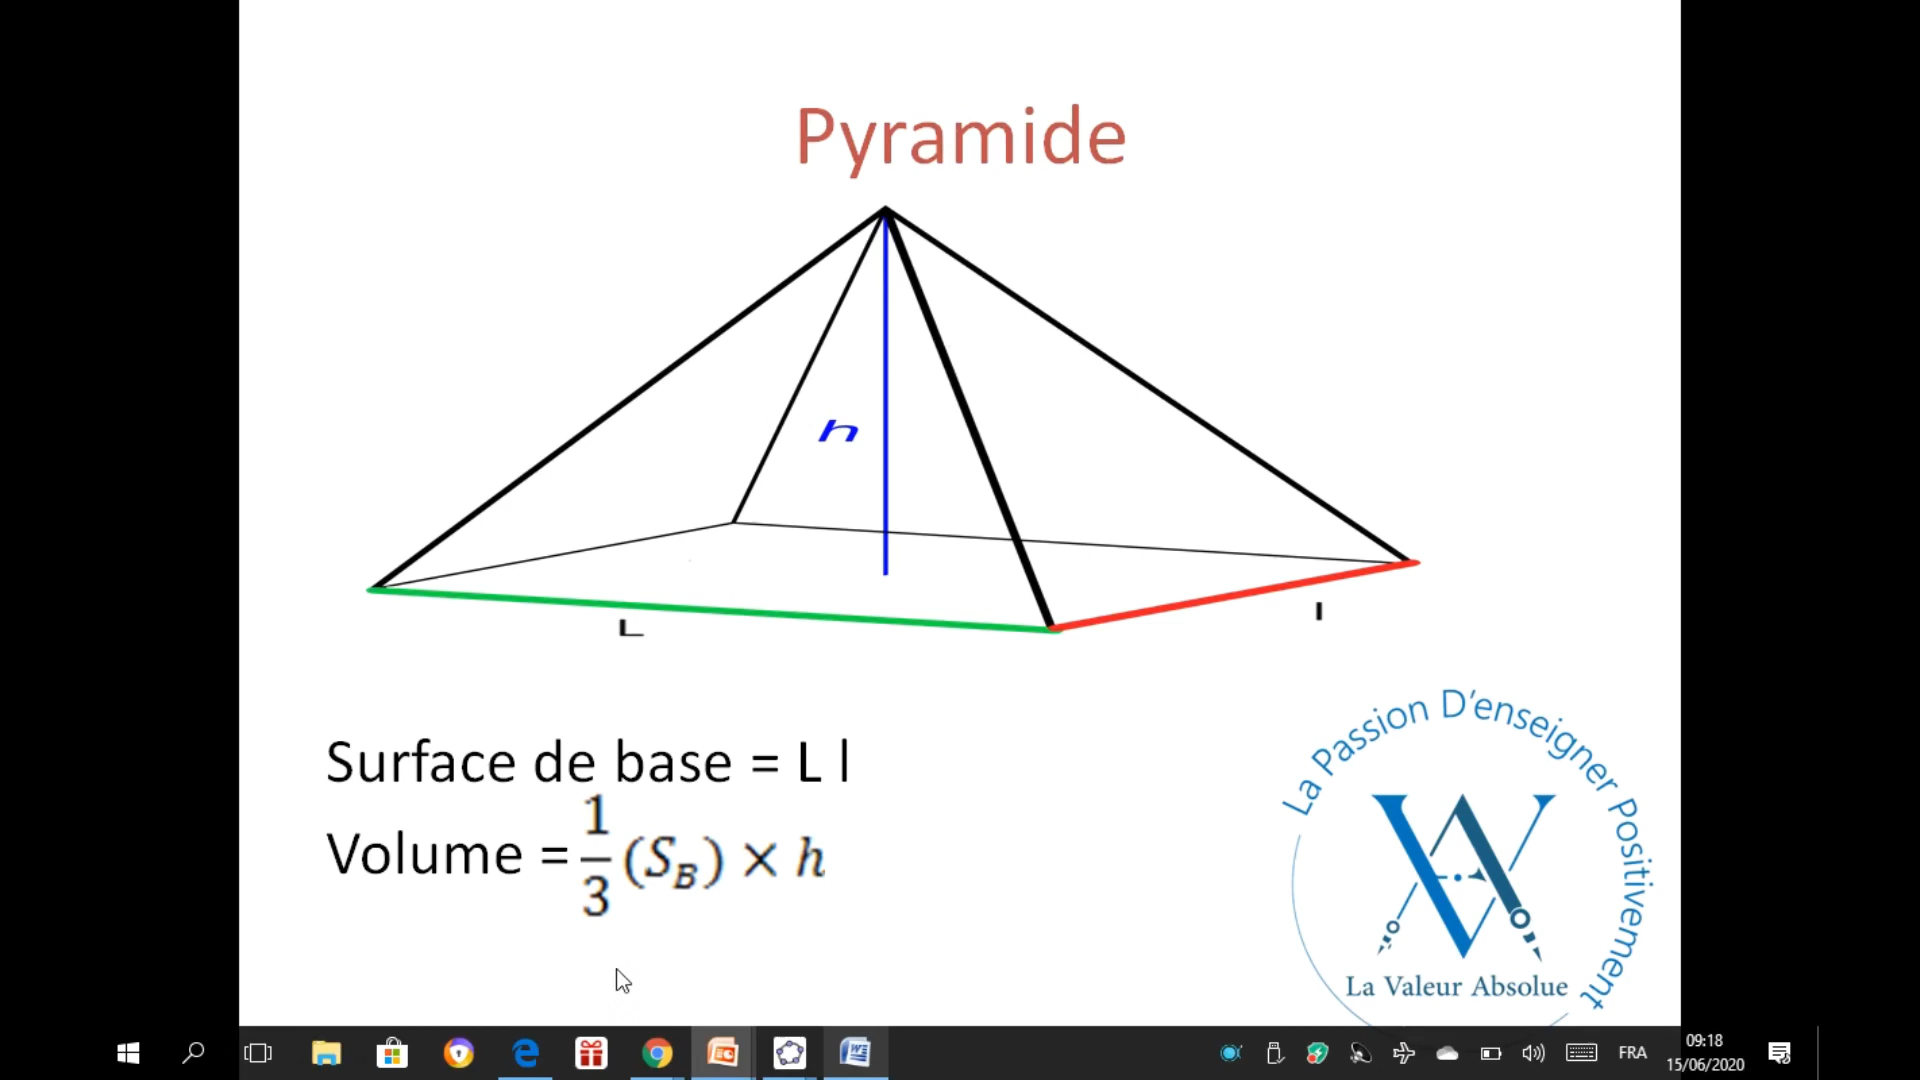 Pyramide
h
L
l
Surface de base = L l
Volume = 1/3 (S_B) × h
La Passion D'enseigner Positivement
La Valeur Absolue
FRA
09:18
15/06/2020